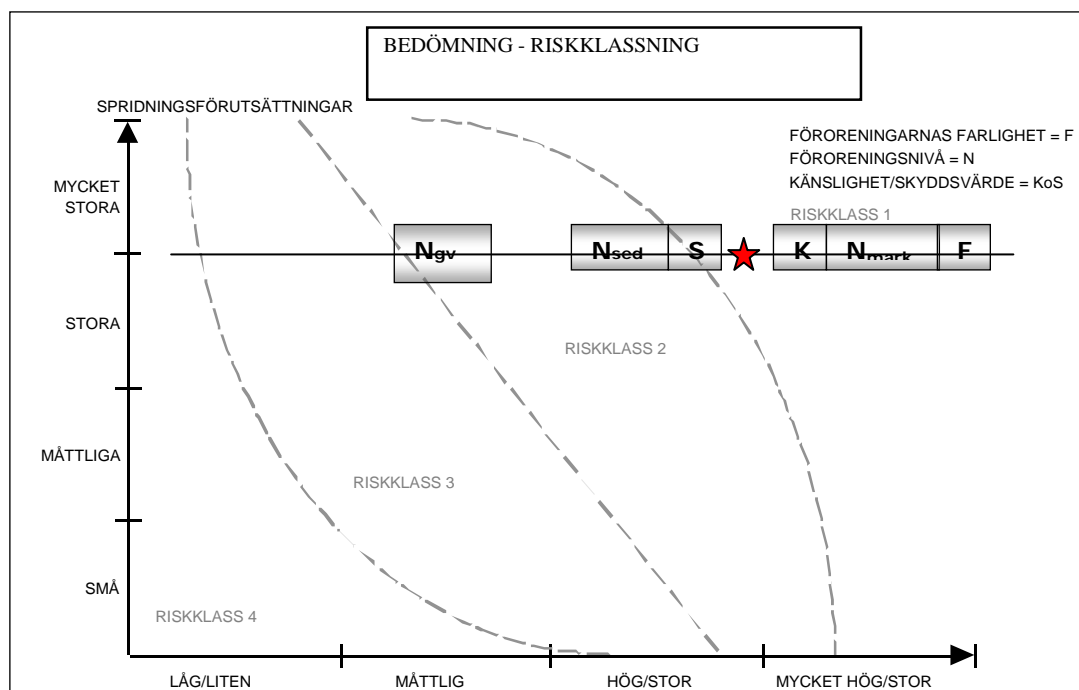 BEDÖMNING - RISKKLASSNING
SPRIDNINGSFÖRUTSÄTTNINGAR
FÖRORENINGARNAS FARLIGHET = F
FÖRORENINGSNIVÅ = N
KÄNSLIGHET/SKYDDSVÄRDE = KoS
MYCKET
STORA
RISKKLASS 1
Ngv
Nsed
S
K
Nmark
F
STORA
RISKKLASS 2
MÅTTLIGA
RISKKLASS 3
SMÅ
RISKKLASS 4
LÅG/LITEN
MÅTTLIG
HÖG/STOR
MYCKET HÖG/STOR